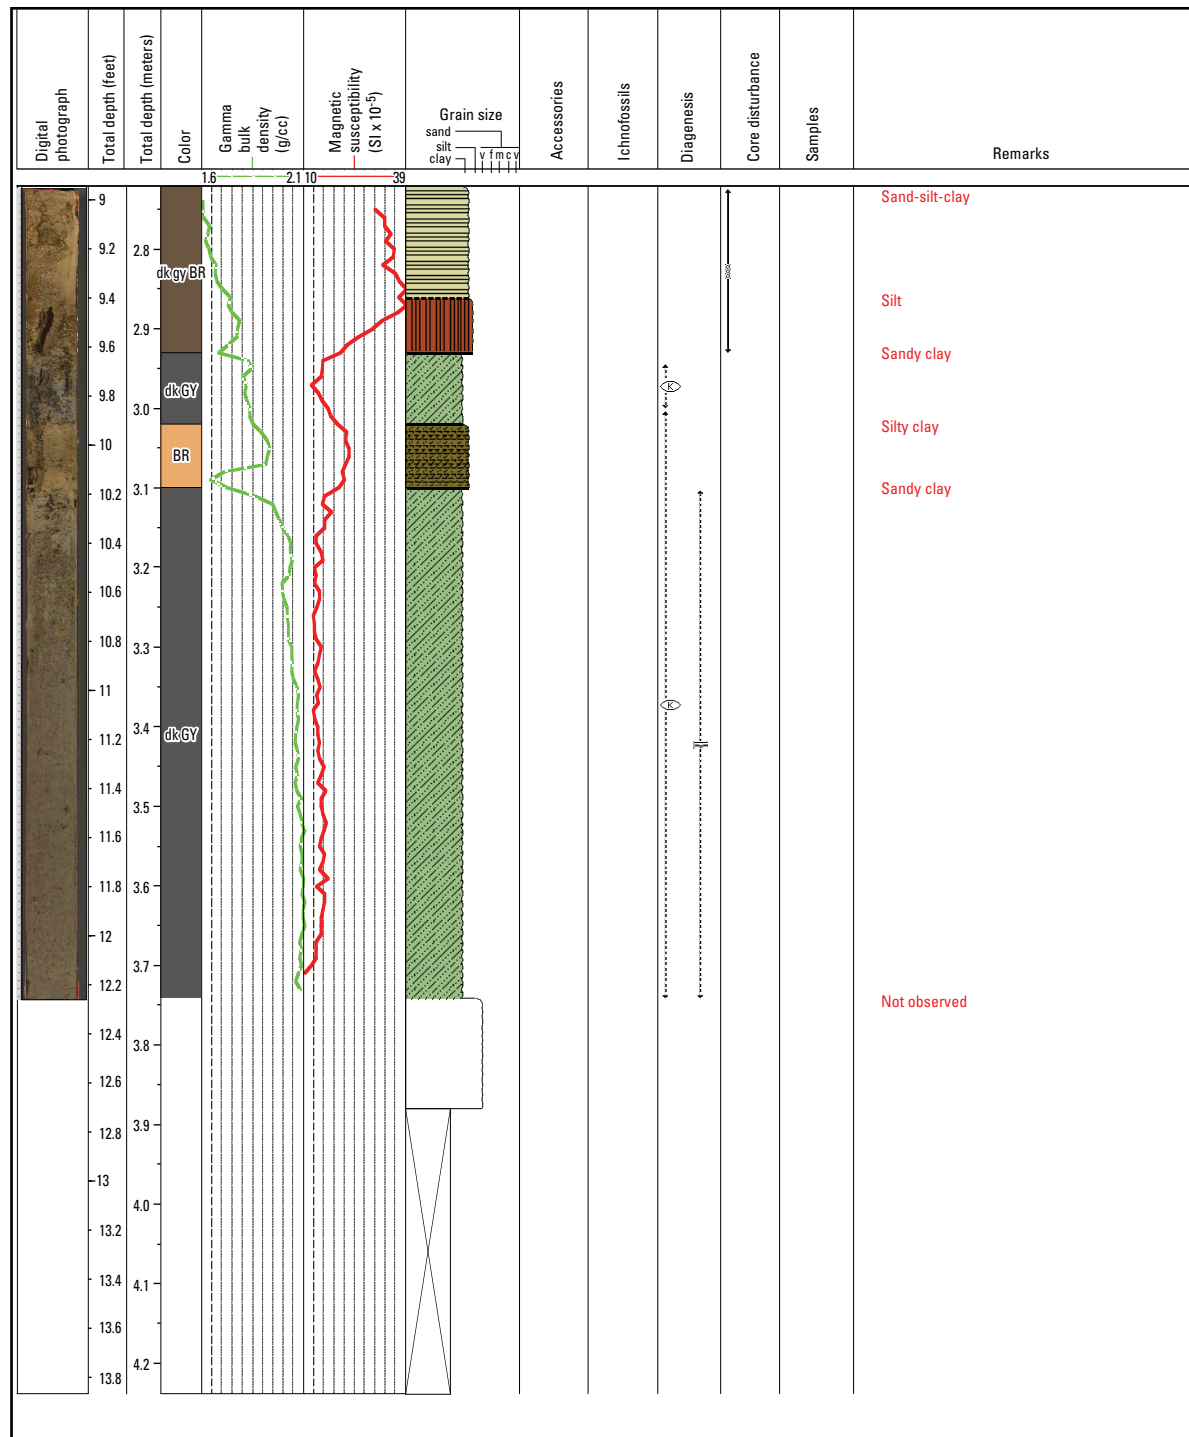 Digital photograph
Total depth (feet)
Total depth (meters)
Color
Gamma bulk density (g/cc)
Magnetic susceptibility (SI x 10-5)
Grain size
sand
silt
clay
v f m c v
Accessories
Ichnofossils
Diagenesis
Core disturbance
Samples
Remarks
1.6 2.1 10 39
9
9.2
9.4
9.6
9.8
10
10.2
10.4
10.6
10.8
11
11.2
11.4
11.6
11.8
12
12.2
12.4
12.6
12.8
13
13.2
13.4
13.6
13.8
2.8
2.9
3.0
3.1
3.2
3.3
3.4
3.5
3.6
3.7
3.8
3.9
4.0
4.1
4.2
dk gy BR
dk GY
BR
dk GY
K
K
Sand-silt-clay
Silt
Sandy clay
Silty clay
Sandy clay
Not observed